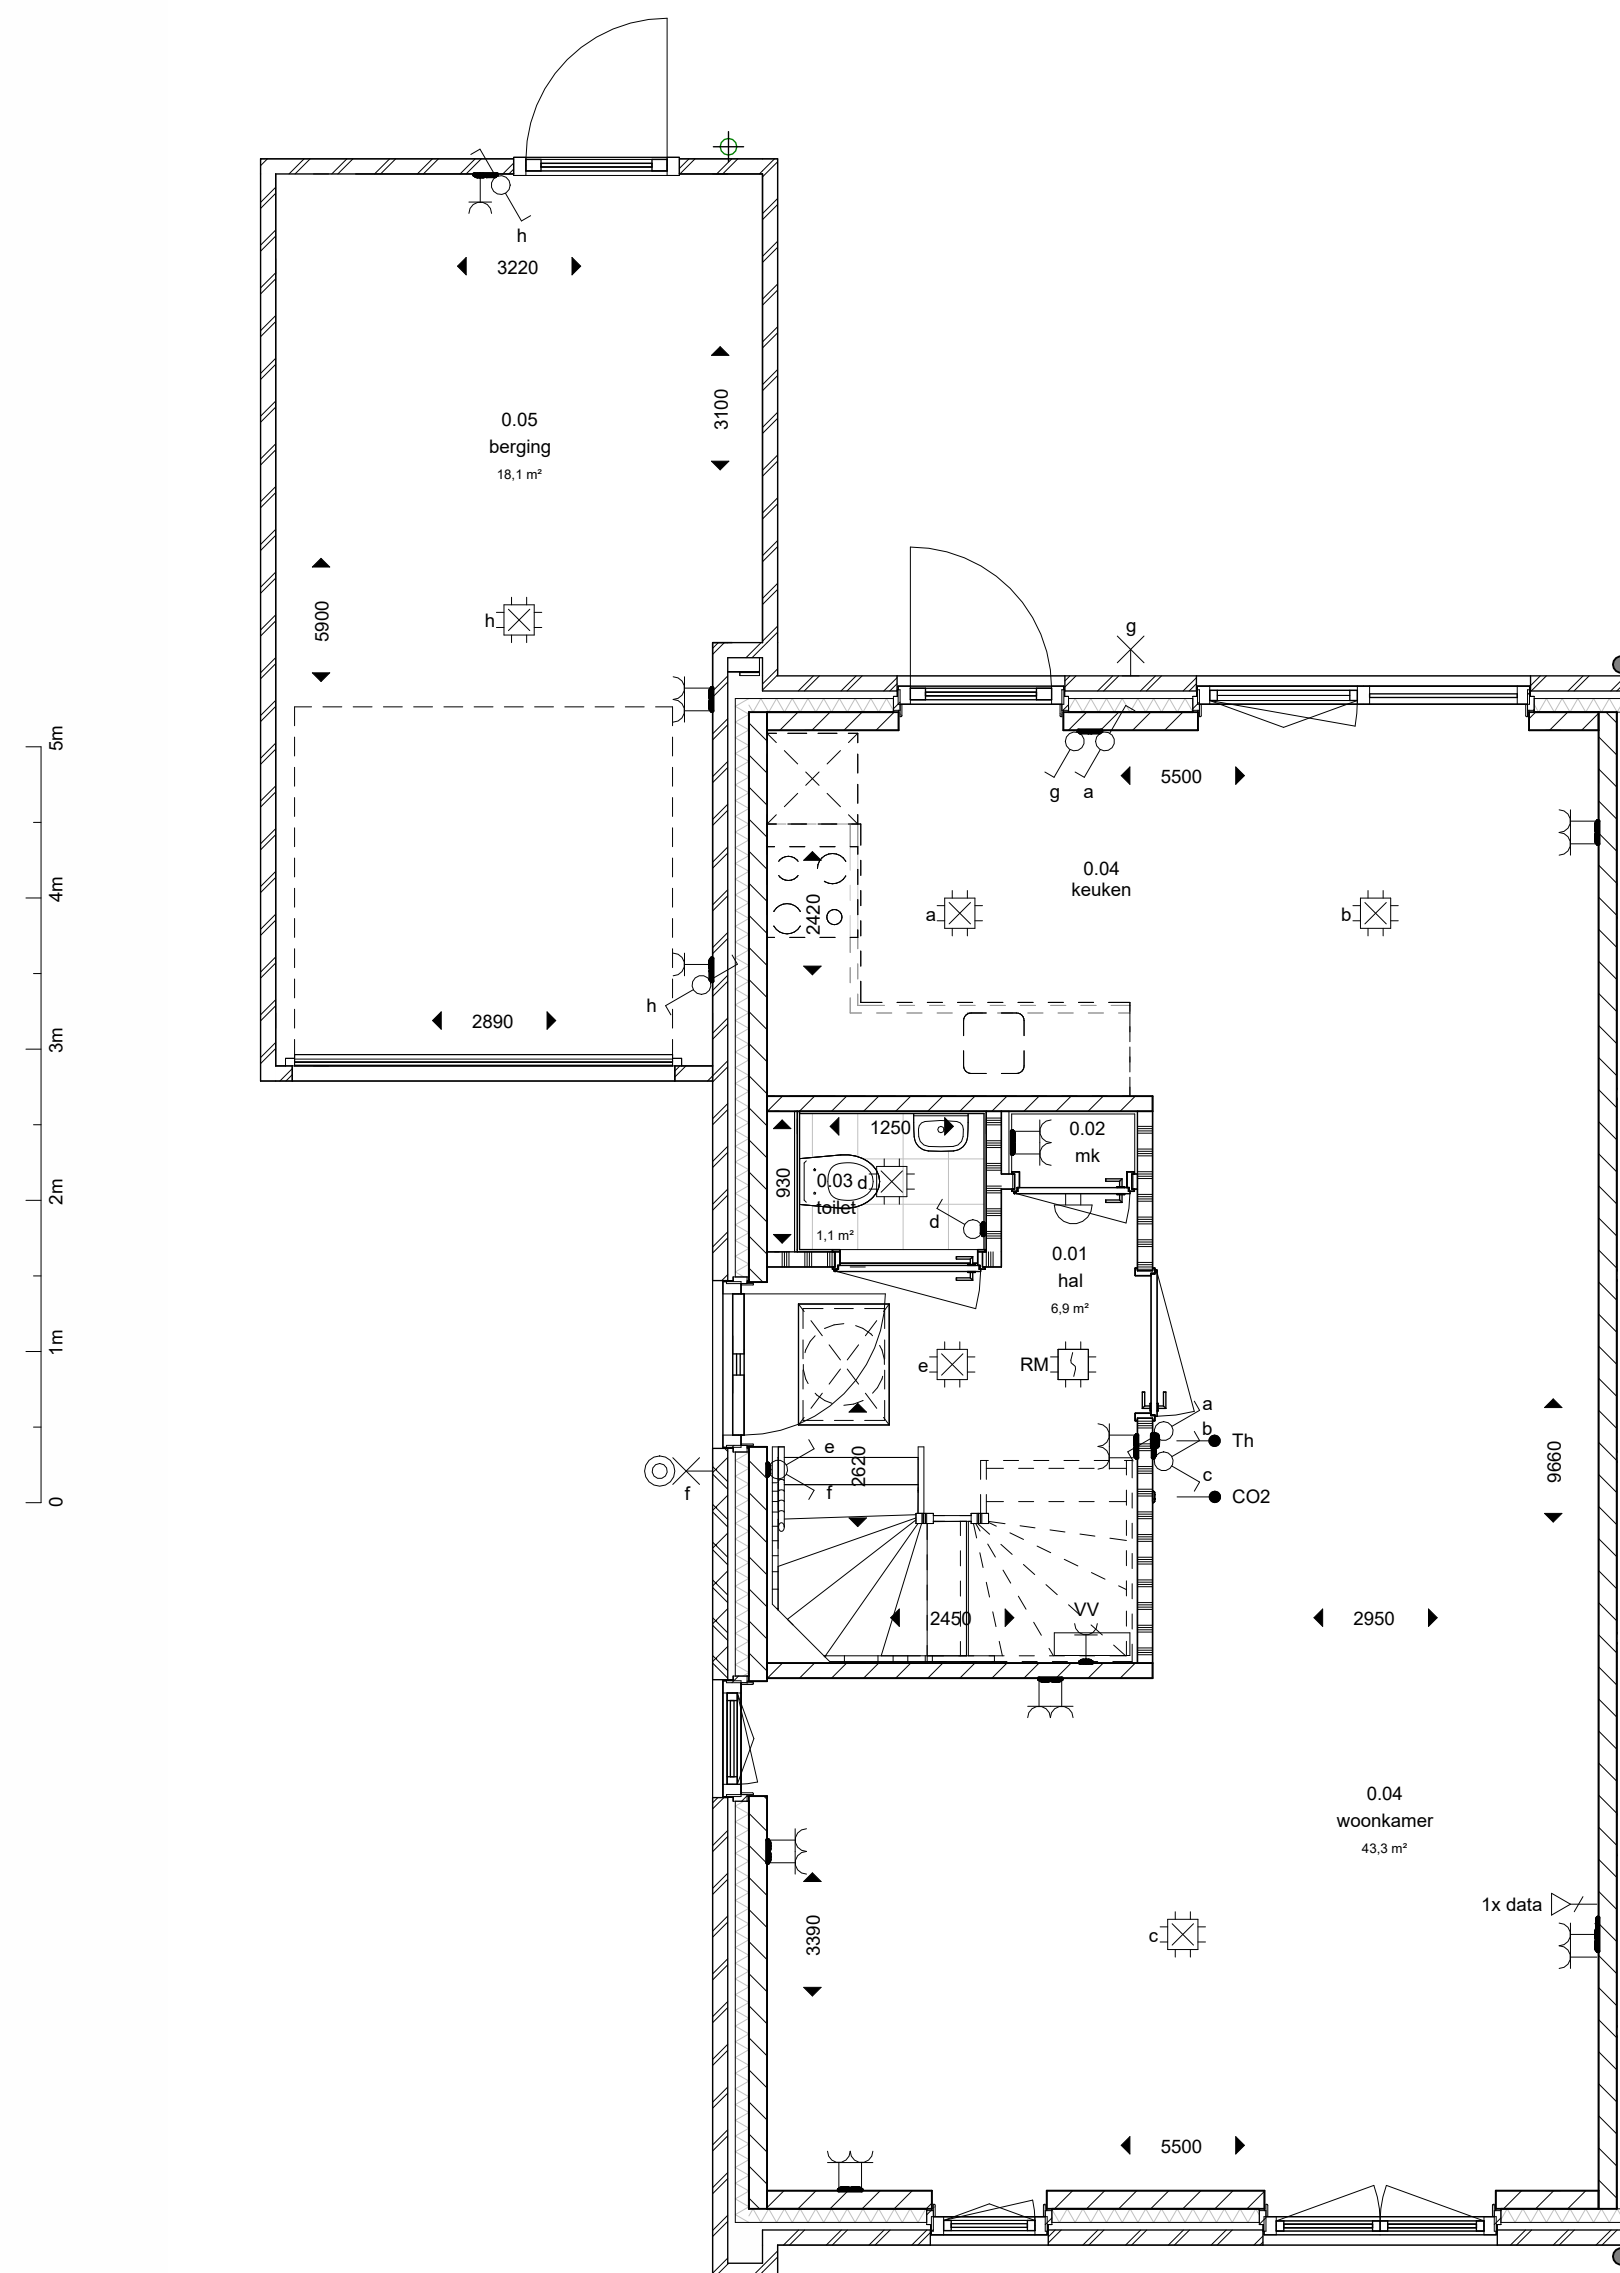 h
3220
3100
0.05
berging
18,1 m²
5900
h
g
5m
g a
5500
0.04
keuken
4m
2420
a
b
h
2890
3m
1250
0.02
mk
2m
930
0.03
d
toilet
d
1,1 m²
0.01
hal
6,9 m²
1m
e
RM
a
b
Th
e
2620
9660
f
f
c
CO2
0
VV
2450
2950
0.04
woonkamer
43,3 m²
1x data
3390
c
5500